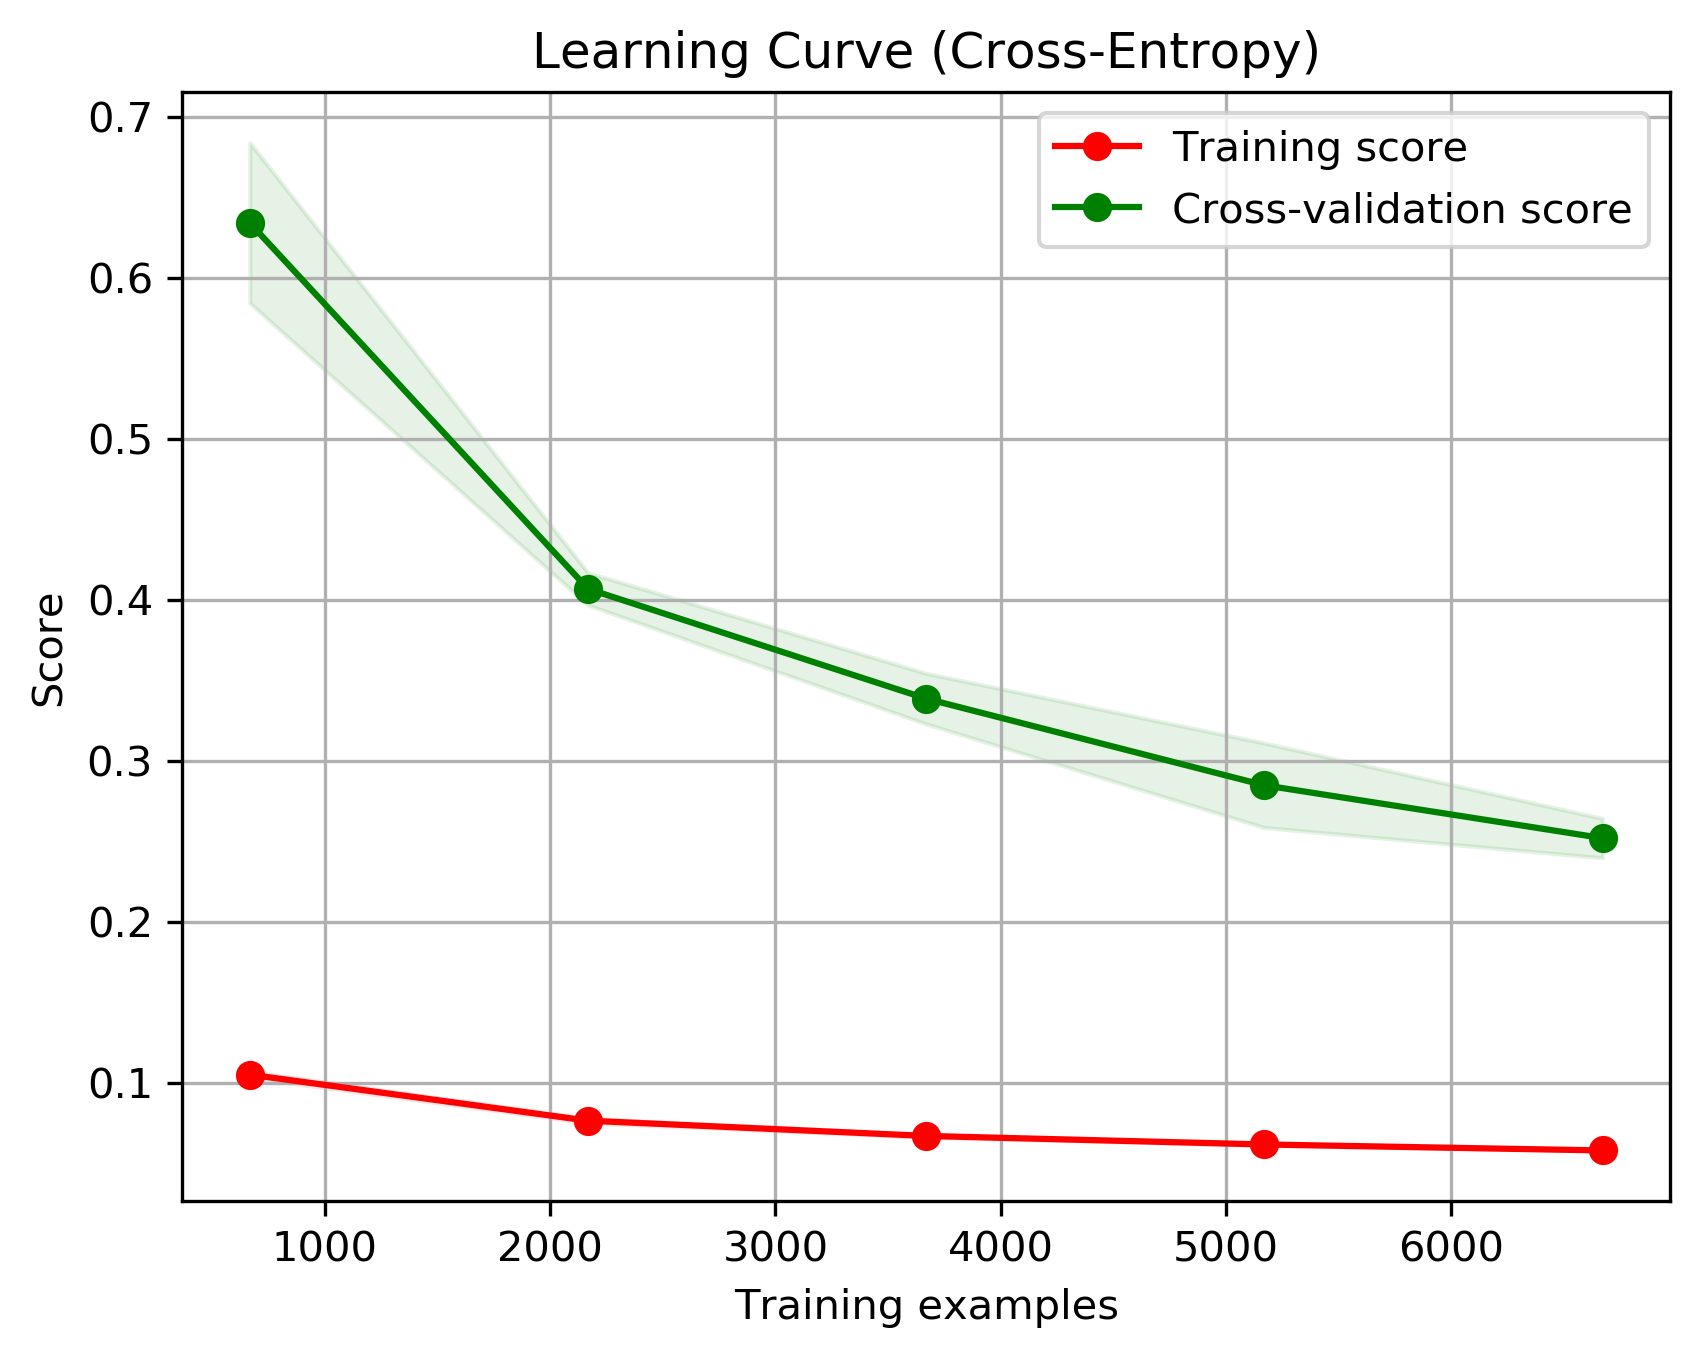 Learning Curve (Cross-Entropy)
Training score
Cross-validation score
0.7
0.6
0.5
0.4
0.3
0.2
0.1
Score
1000 2000 3000 4000 5000 6000
Training examples